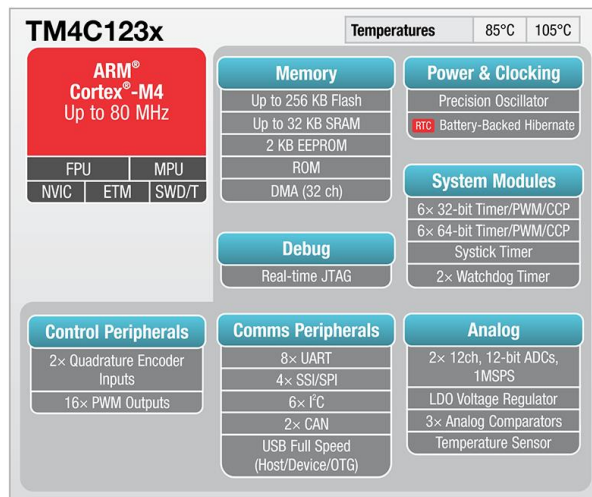 TM4C123x
Temperatures 85°C 105°C
ARM®
Cortex®-M4
Up to 80 MHz
FPU MPU
NVIC ETM SWD/T
Memory
Up to 256 KB Flash
Up to 32 KB SRAM
2 KB EEPROM
ROM
DMA (32 ch)
Power & Clocking
Precision Oscillator
RTC Battery-Backed Hibernate
System Modules
6× 32-bit Timer/PWM/CCP
6× 64-bit Timer/PWM/CCP
Systick Timer
2× Watchdog Timer
Debug
Real-time JTAG
Control Peripherals
2× Quadrature Encoder
Inputs
16× PWM Outputs
Comms Peripherals
8× UART
4× SSI/SPI
6× I²C
2× CAN
USB Full Speed
(Host/Device/OTG)
Analog
2× 12ch, 12-bit ADCs,
1MSPS
LDO Voltage Regulator
3× Analog Comparators
Temperature Sensor